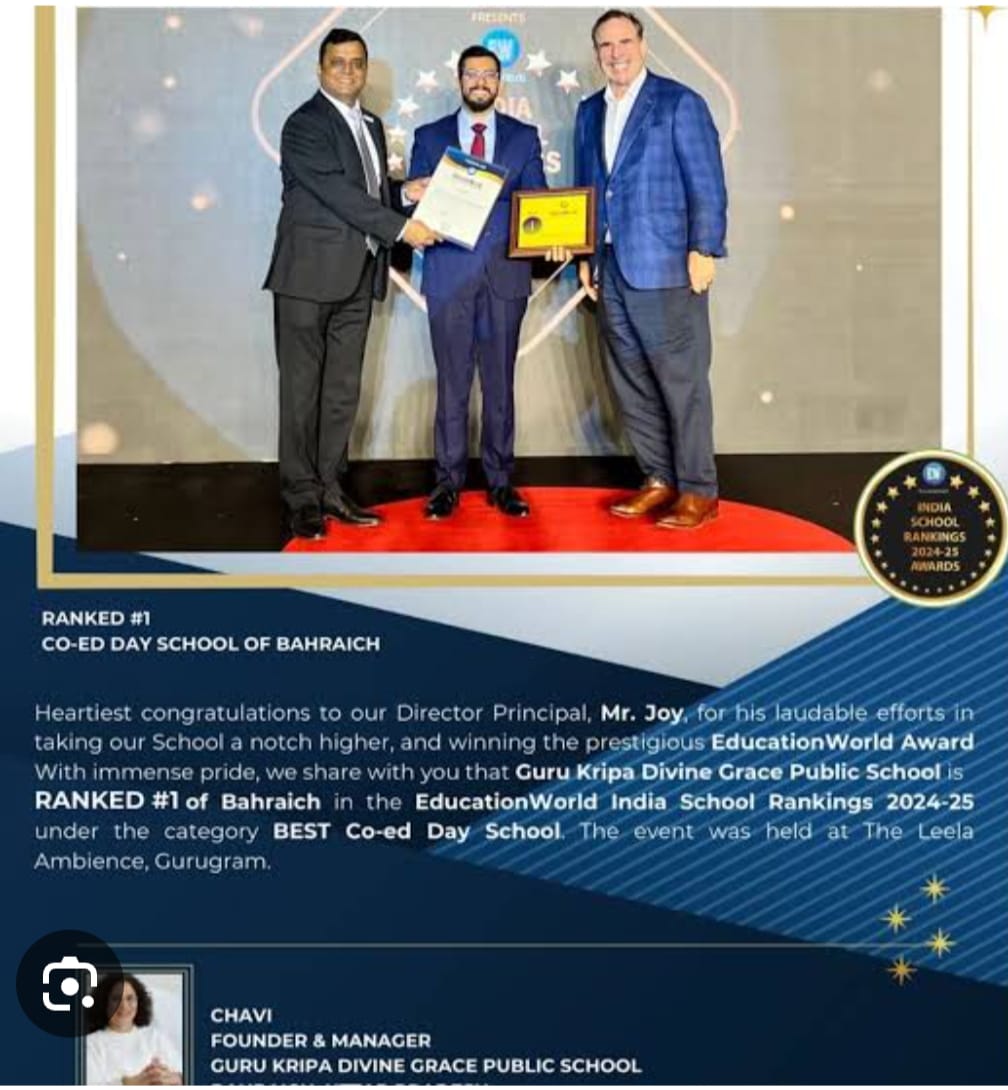 PRESENTS
EW
RANKED #1
CO-ED DAY SCHOOL OF BAHRAICH
INDIA
SCHOOL
RANKINGS
2024-25
AWARDS
Heartiest congratulations to our Director Principal, Mr. Joy, for his laudable efforts in
taking our School a notch higher, and winning the prestigious EducationWorld Award
With immense pride, we share with you that Guru Kripa Divine Grace Public School is
RANKED #1 of Bahraich in the EducationWorld India School Rankings 2024-25
under the category BEST Co-ed Day School. The event was held at The Leela
Ambience, Gurugram.
CHAVI
FOUNDER & MANAGER
GURU KRIPA DIVINE GRACE PUBLIC SCHOOL